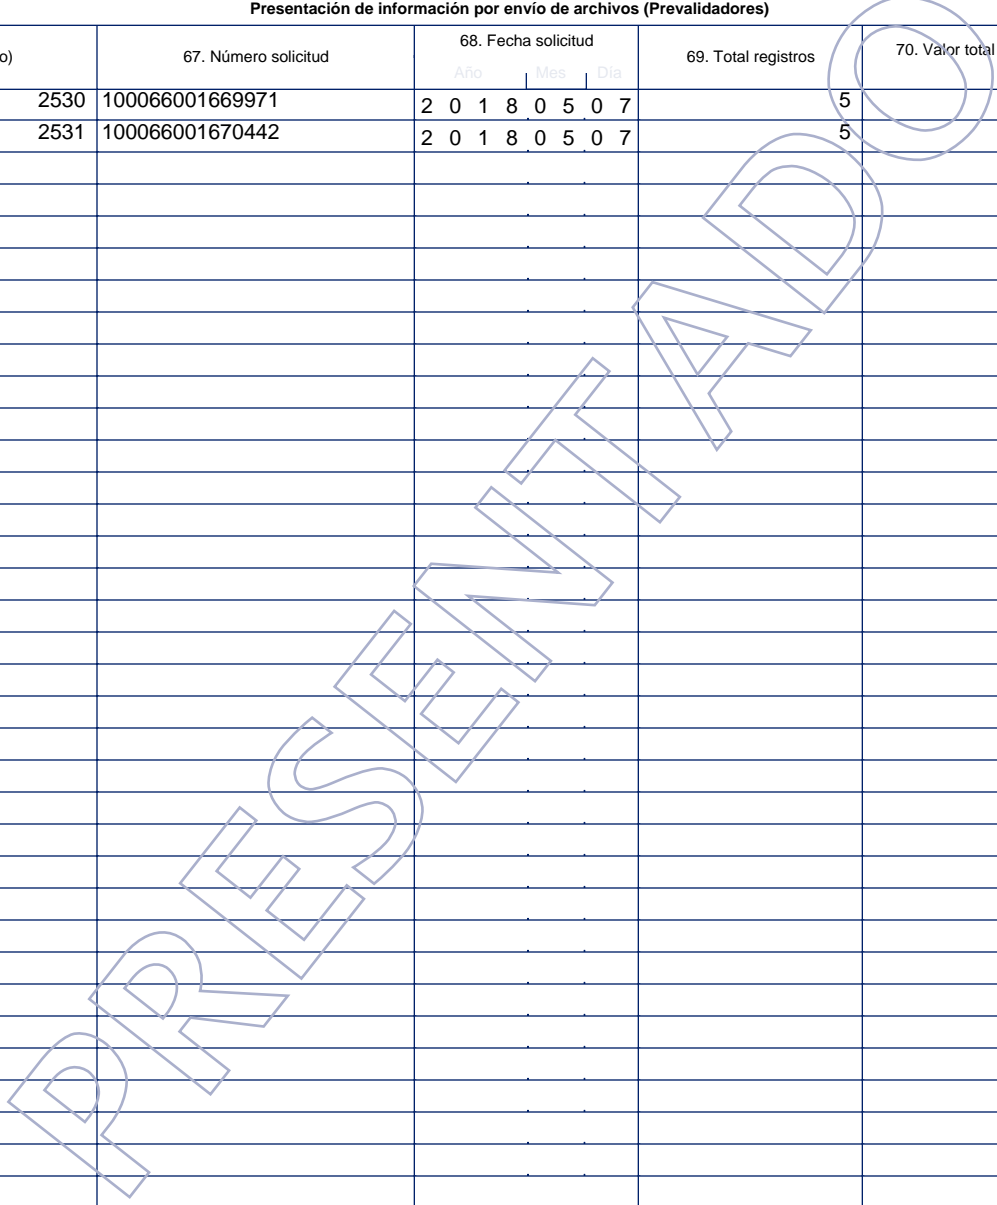 Presentación de información por envío de archivos (Prevalidadores)
o) 67. Número solicitud 68. Fecha solicitud 69. Total registros 70. Valor total
Año Mes Día
2530 100066001669971 2 0 1 8 0 5 0 7 5
2531 100066001670442 2 0 1 8 0 5 0 7 5
PRESENTADO